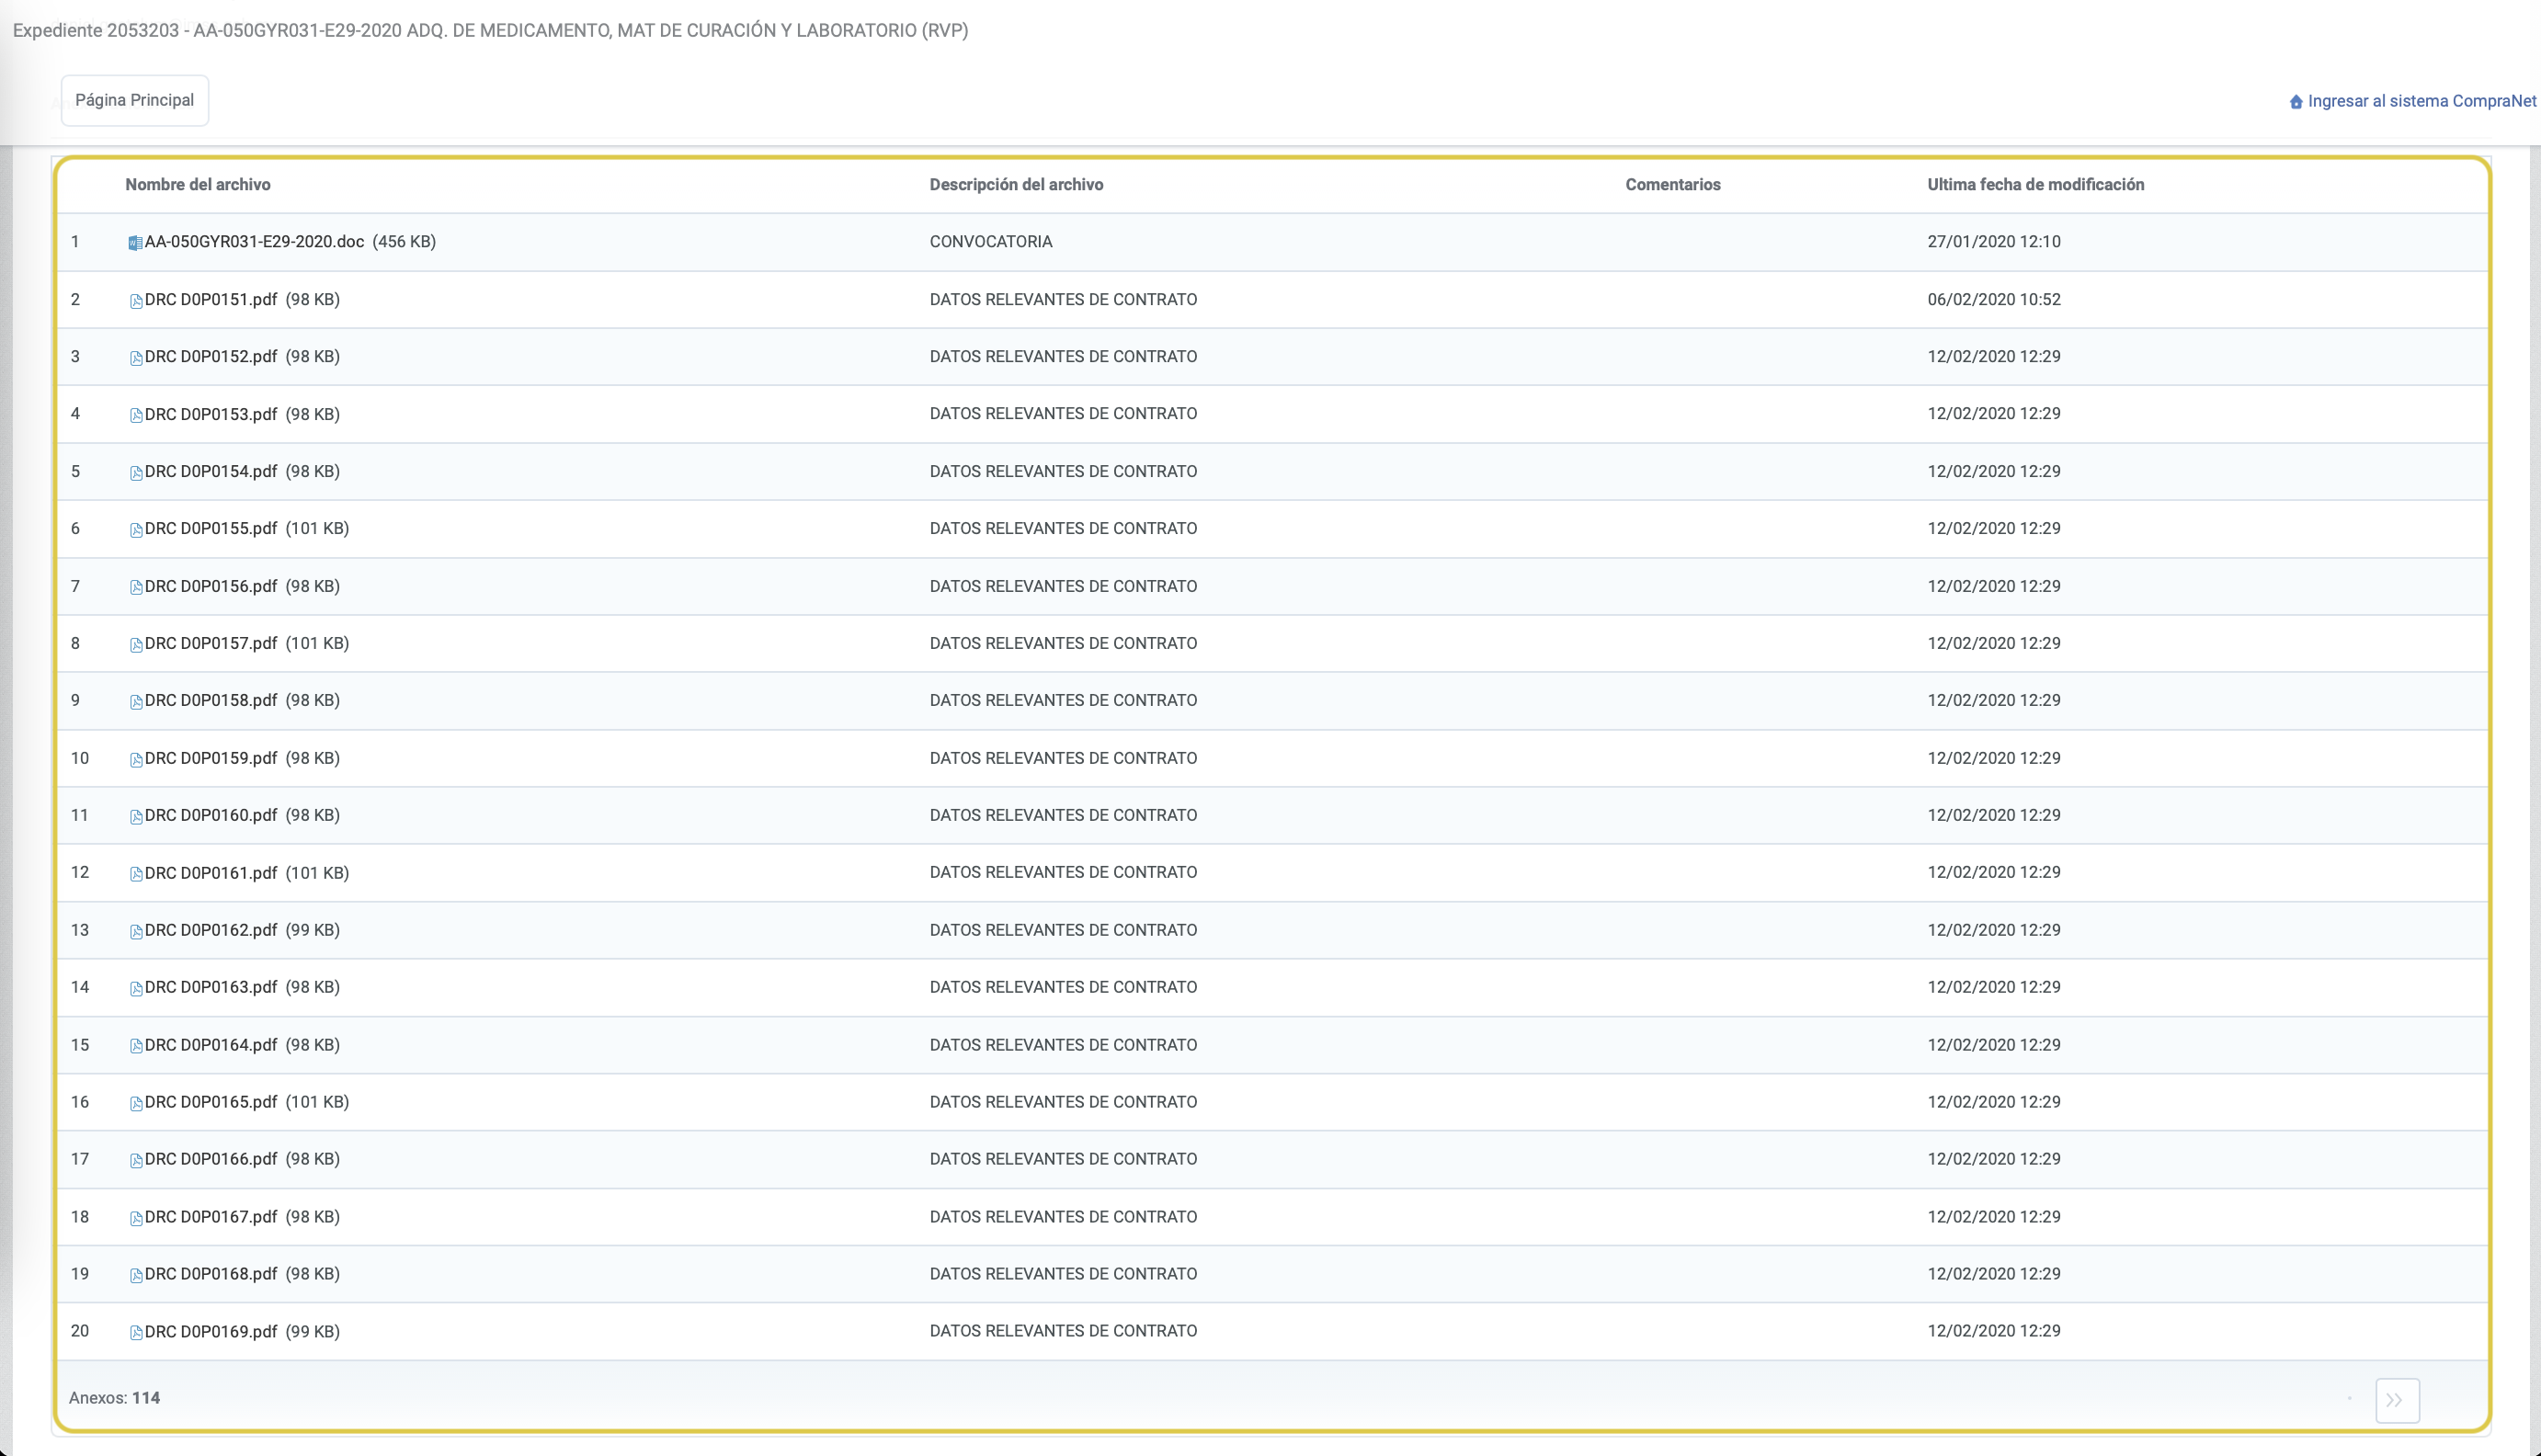 Expediente 2053203 - AA-050GYR031-E29-2020 ADQ. DE MEDICAMENTO, MAT DE CURACIÓN Y LABORATORIO (RVP)
Página Principal
Ingresar al sistema CompraNet
Nombre del archivo Descripción del archivo Comentarios Ultima fecha de modificación
1 AA-050GYR031-E29-2020.doc (456 KB) CONVOCATORIA 27/01/2020 12:10
2 DRC D0P0151.pdf (98 KB) DATOS RELEVANTES DE CONTRATO 06/02/2020 10:52
3 DRC D0P0152.pdf (98 KB) DATOS RELEVANTES DE CONTRATO 12/02/2020 12:29
4 DRC D0P0153.pdf (98 KB) DATOS RELEVANTES DE CONTRATO 12/02/2020 12:29
5 DRC D0P0154.pdf (98 KB) DATOS RELEVANTES DE CONTRATO 12/02/2020 12:29
6 DRC D0P0155.pdf (101 KB) DATOS RELEVANTES DE CONTRATO 12/02/2020 12:29
7 DRC D0P0156.pdf (98 KB) DATOS RELEVANTES DE CONTRATO 12/02/2020 12:29
8 DRC D0P0157.pdf (101 KB) DATOS RELEVANTES DE CONTRATO 12/02/2020 12:29
9 DRC D0P0158.pdf (98 KB) DATOS RELEVANTES DE CONTRATO 12/02/2020 12:29
10 DRC D0P0159.pdf (98 KB) DATOS RELEVANTES DE CONTRATO 12/02/2020 12:29
11 DRC D0P0160.pdf (98 KB) DATOS RELEVANTES DE CONTRATO 12/02/2020 12:29
12 DRC D0P0161.pdf (101 KB) DATOS RELEVANTES DE CONTRATO 12/02/2020 12:29
13 DRC D0P0162.pdf (99 KB) DATOS RELEVANTES DE CONTRATO 12/02/2020 12:29
14 DRC D0P0163.pdf (98 KB) DATOS RELEVANTES DE CONTRATO 12/02/2020 12:29
15 DRC D0P0164.pdf (98 KB) DATOS RELEVANTES DE CONTRATO 12/02/2020 12:29
16 DRC D0P0165.pdf (101 KB) DATOS RELEVANTES DE CONTRATO 12/02/2020 12:29
17 DRC D0P0166.pdf (98 KB) DATOS RELEVANTES DE CONTRATO 12/02/2020 12:29
18 DRC D0P0167.pdf (98 KB) DATOS RELEVANTES DE CONTRATO 12/02/2020 12:29
19 DRC D0P0168.pdf (98 KB) DATOS RELEVANTES DE CONTRATO 12/02/2020 12:29
20 DRC D0P0169.pdf (99 KB) DATOS RELEVANTES DE CONTRATO 12/02/2020 12:29
Anexos: 114